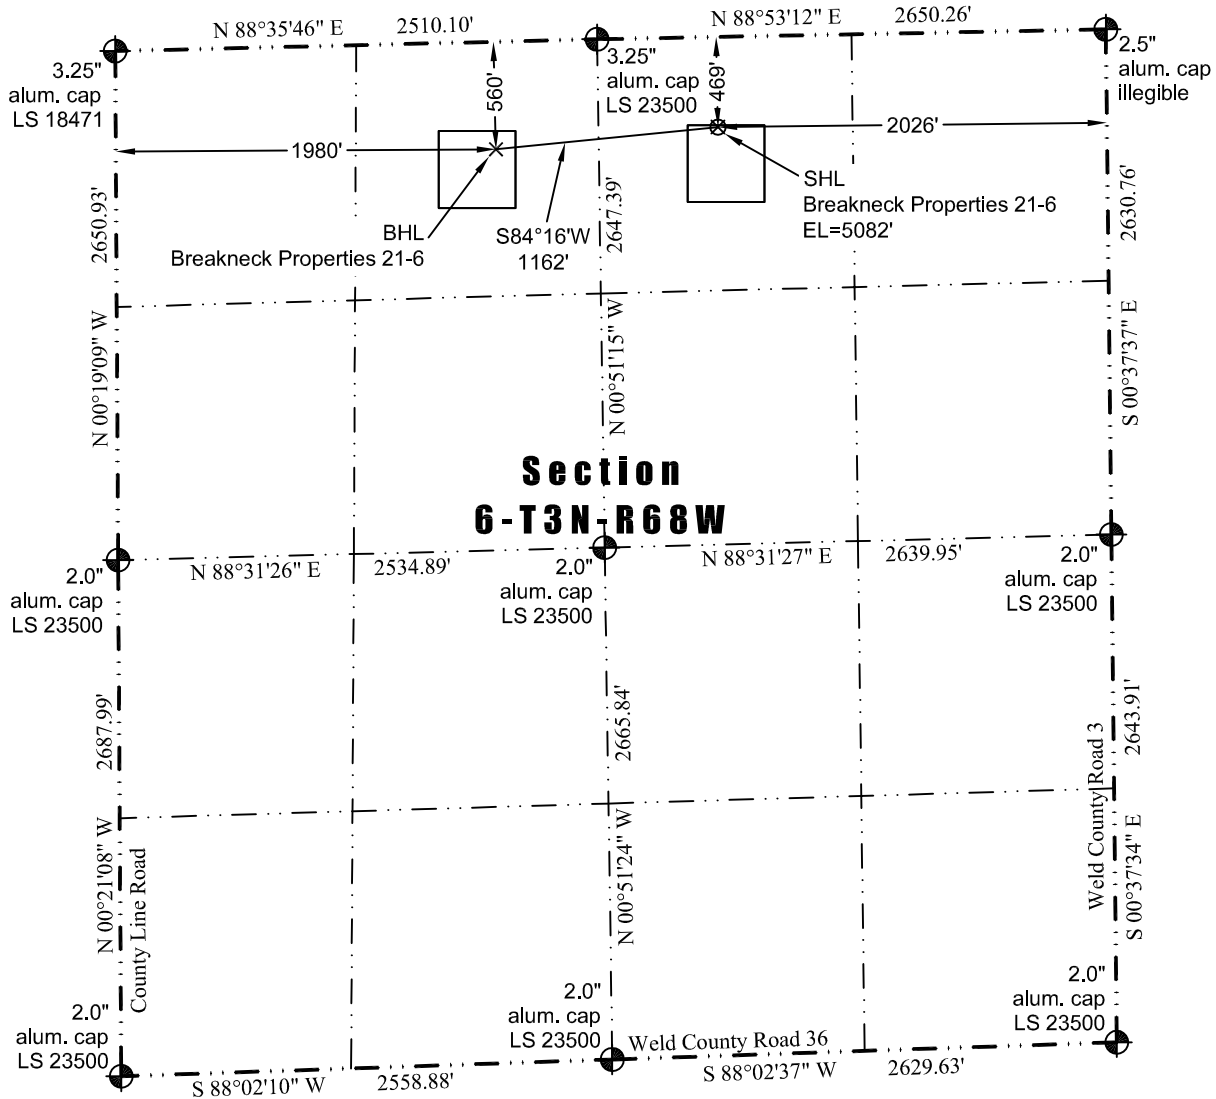 N 88°35'46" E 2510.10'
N 88°53'12" E 2650.26'
3.25"
alum. cap
LS 18471
3.25"
alum. cap
LS 23500
2.5"
alum. cap
illegible
560'
469'
1980'
2026'
BHL
Breakneck Properties 21-6
S84°16'W
1162'
SHL
Breakneck Properties 21-6
EL=5082'
2650.93'
N 00°19'09" W
2647.39'
N 00°51'15" W
2630.76'
S 00°37'37" E
Section
6-T3N-R68W
N 88°31'26" E 2534.89'
N 88°31'27" E 2639.95'
2.0"
alum. cap
LS 23500
2.0"
alum. cap
LS 23500
2.0"
alum. cap
LS 23500
2687.99'
N 00°21'08" W
County Line Road
2665.84'
N 00°51'24" W
2643.91'
S 00°37'34" E
Weld County Road 3
2.0"
alum. cap
LS 23500
2.0"
alum. cap
LS 23500
2.0"
alum. cap
LS 23500
Weld County Road 36
S 88°02'10" W 2558.88'
S 88°02'37" W 2629.63'